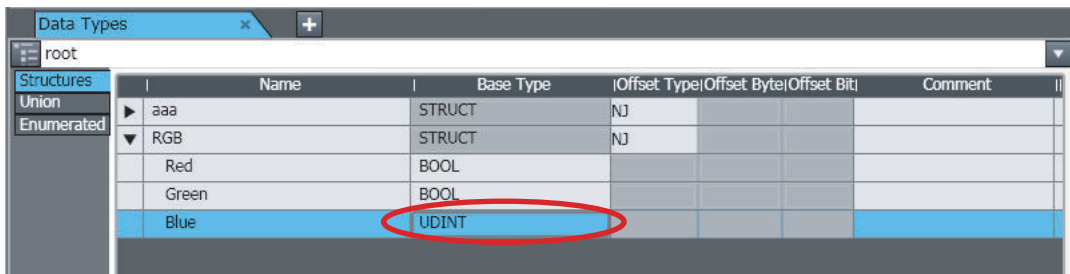 Data Types × +
root
Structures
Union
Enumerated
Name Base Type Offset Type Offset Byte Offset Bit Comment
aaa STRUCT NJ
RGB STRUCT NJ
Red BOOL
Green BOOL
Blue UDINT